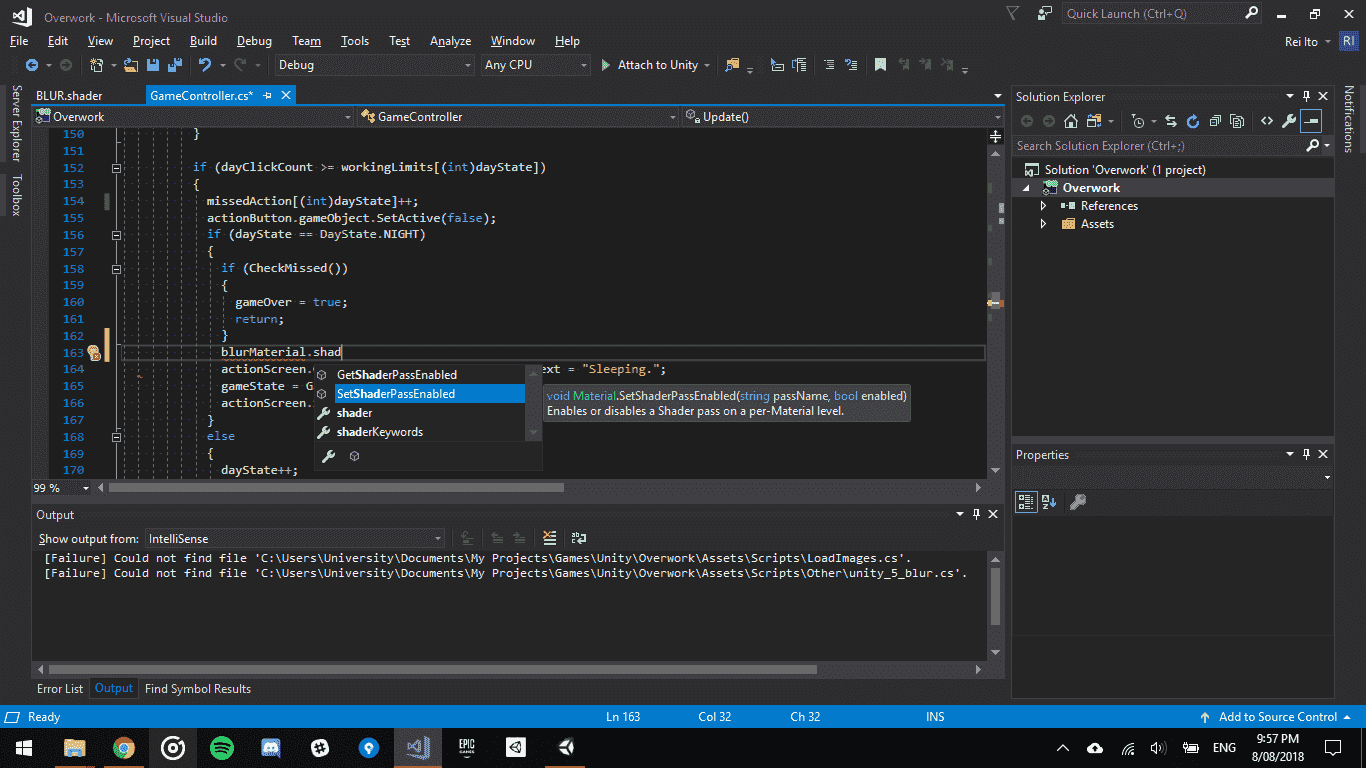 Overwork - Microsoft Visual Studio
Quick Launch (Ctrl+Q)
File Edit View Project Build Debug Team Tools Test Analyze Window Help
Rei Ito RI
Debug Any CPU Attach to Unity
Server Explorer
Toolbox
BLUR.shader GameController.cs*
Overwork GameController Update()
150 }
151
152 if (dayClickCount >= workingLimits[(int)dayState])
153 {
154 missedAction[(int)dayState]++;
155 actionButton.gameObject.SetActive(false);
156 if (dayState == DayState.NIGHT)
157 {
158 if (CheckMissed())
159 {
160 gameOver = true;
161 return;
162 }
163 blurMaterial.shad
164 actionScreen. ext = "Sleeping.";
165 gameState = G
166 actionScreen.
167 }
168 else
169 {
170 dayState++;
GetShaderPassEnabled
SetShaderPassEnabled
shader
shaderKeywords
void Material.SetShaderPassEnabled(string passName, bool enabled)
Enables or disables a Shader pass on a per-Material level.
99 %
Output
Show output from: IntelliSense
[Failure] Could not find file 'C:\Users\University\Documents\My Projects\Games\Unity\Overwork\Assets\Scripts\LoadImages.cs'.
[Failure] Could not find file 'C:\Users\University\Documents\My Projects\Games\Unity\Overwork\Assets\Scripts\Other\unity_5_blur.cs'.
Error List Output Find Symbol Results
Solution Explorer
Search Solution Explorer (Ctrl+;)
Solution 'Overwork' (1 project)
Overwork
References
Assets
Properties
Notifications
Ready Ln 163 Col 32 Ch 32 INS Add to Source Control
EPIC
GAMES
ENG
9:57 PM
8/08/2018